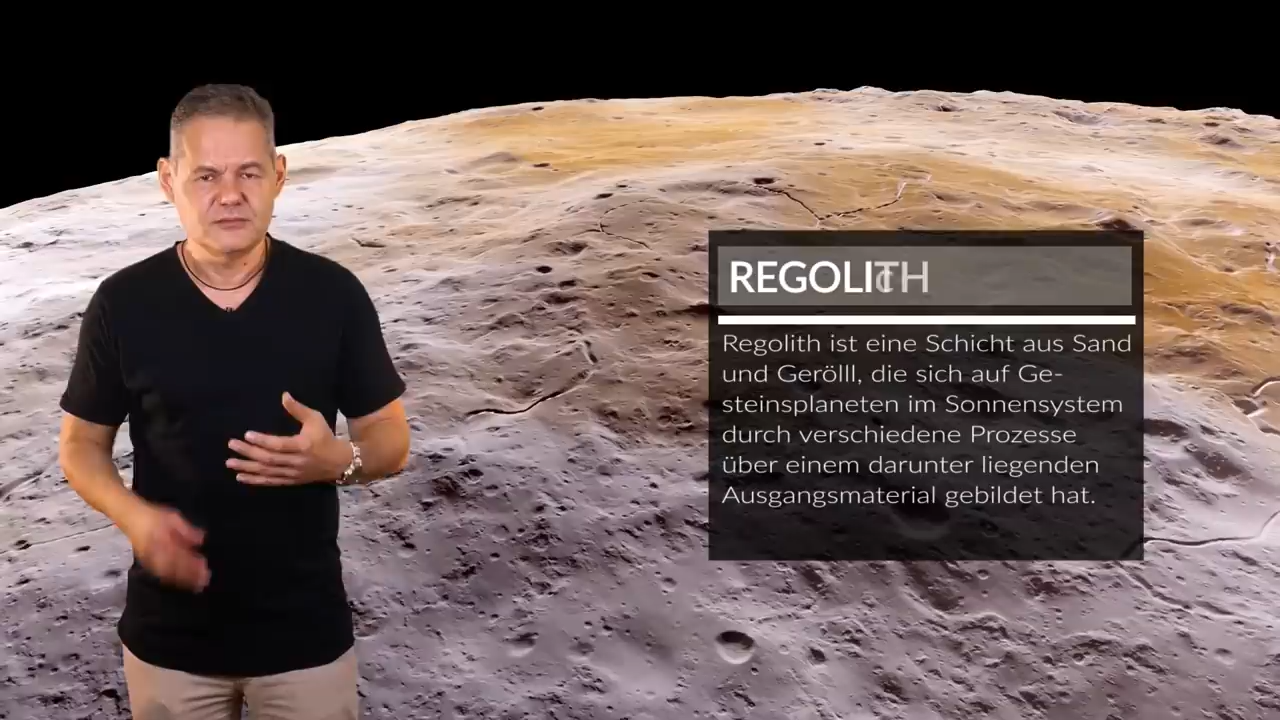 REGOLITH
Regolith ist eine Schicht aus Sand
und Gerölll, die sich auf Ge-
steinsplaneten im Sonnensystem
durch verschiedene Prozesse
über einem darunter liegenden
Ausgangsmaterial gebildet hat.